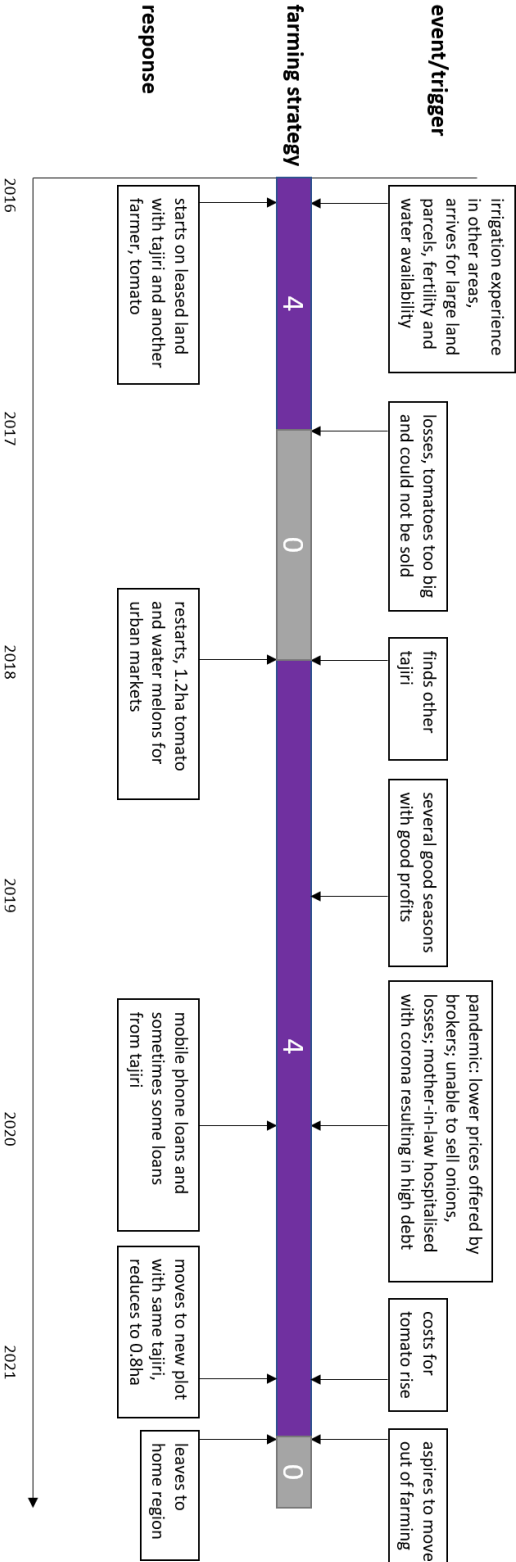 event/trigger
irrigation experience
in other areas,
arrives for large land
parcels, fertility and
water availability
losses, tomatoes too big
and could not be sold
finds other
tajiri
several good seasons
with good profits
pandemic: lower prices offered by
brokers; unable to sell onions,
losses; mother-in-law hospitalised
with corona resulting in high debt
costs for
tomato rise
aspires to move
out of farming
farming strategy
4
0
4
0
response
starts on leased land
with tajiri and another
farmer, tomato
restarts, 1.2ha tomato
and water melons for
urban markets
mobile phone loans and
sometimes some loans
from tajiri
moves to new plot
with same tajiri,
reduces to 0.8ha
leaves to
home region
2016
2017
2018
2019
2020
2021